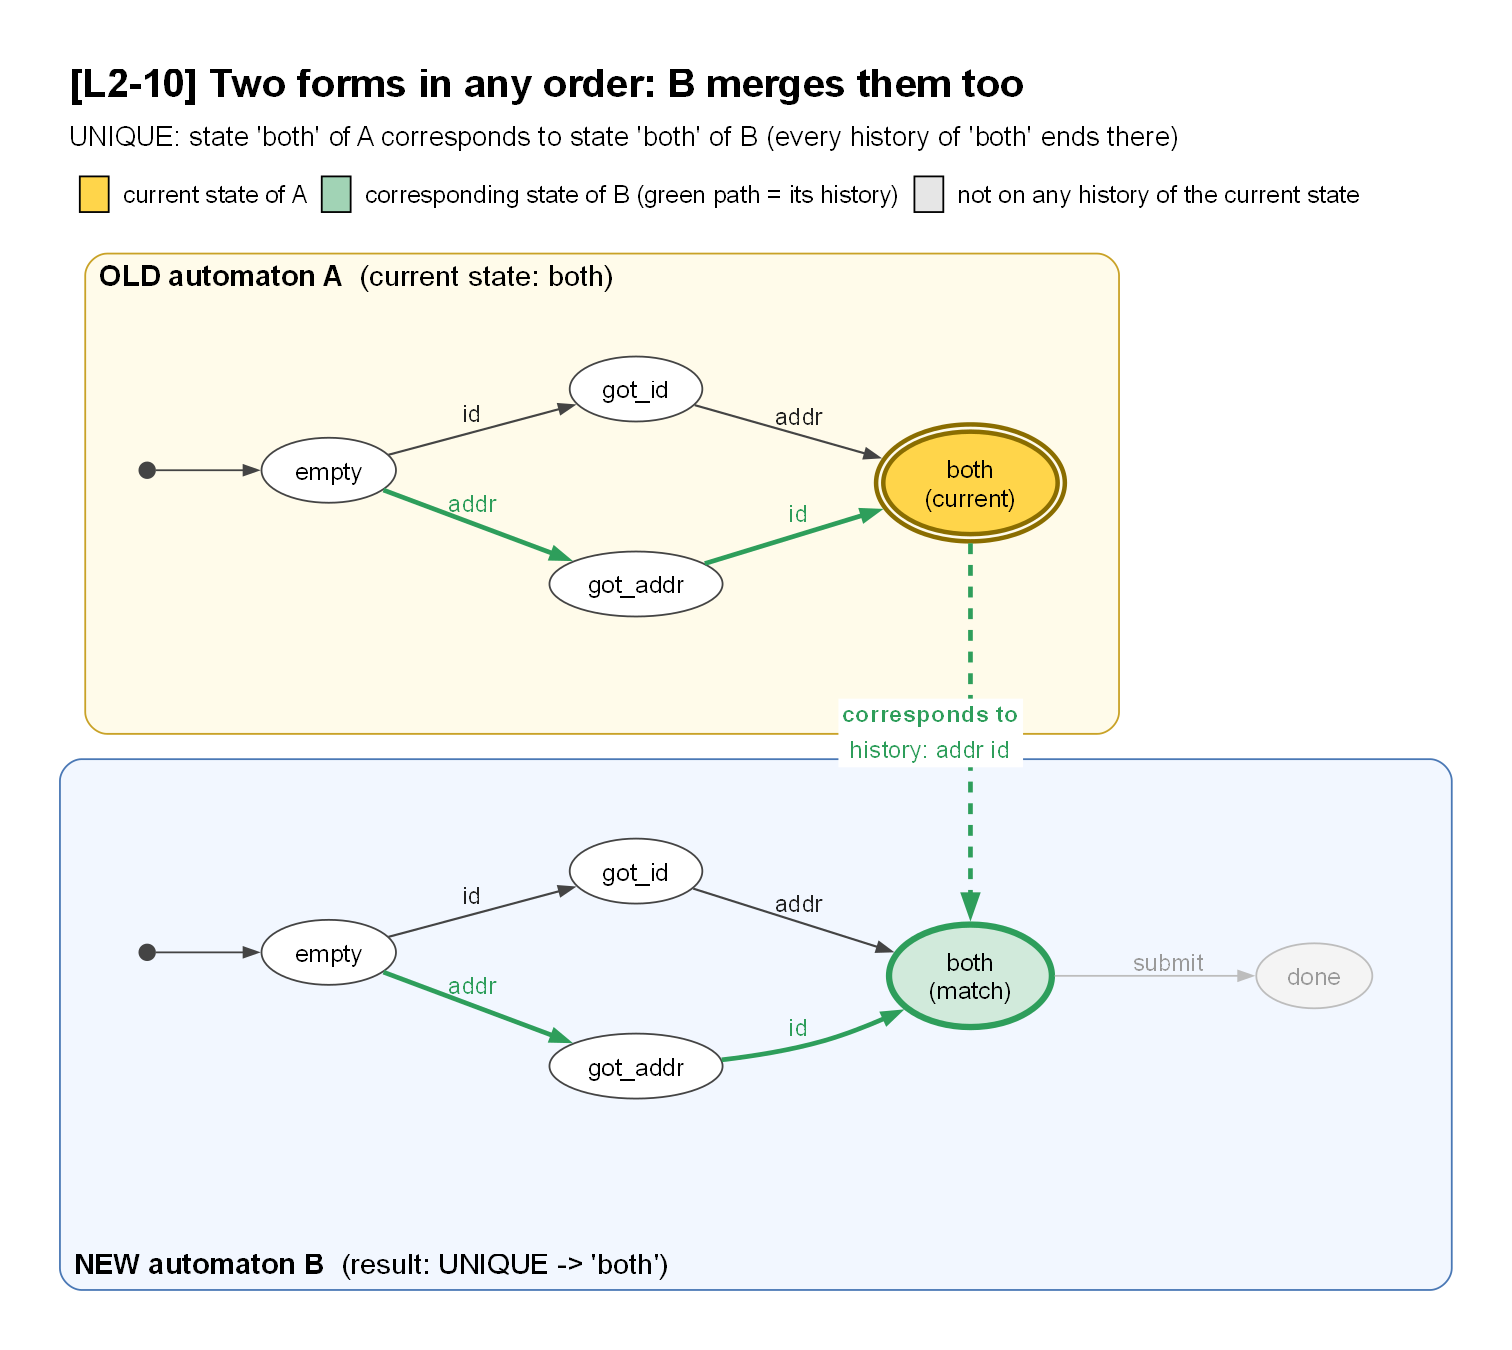 [L2-10] Two forms in any order: B merges them too
UNIQUE: state 'both' of A corresponds to state 'both' of B (every history of 'both' ends there)
current state of A
corresponding state of B (green path = its history)
not on any history of the current state
OLD automaton A (current state: both)
got_id
id
addr
empty
both
(current)
addr
id
got_addr
corresponds to
history: addr id
got_id
id
addr
empty
both
(match)
submit
done
addr
id
got_addr
NEW automaton B (result: UNIQUE -> 'both')